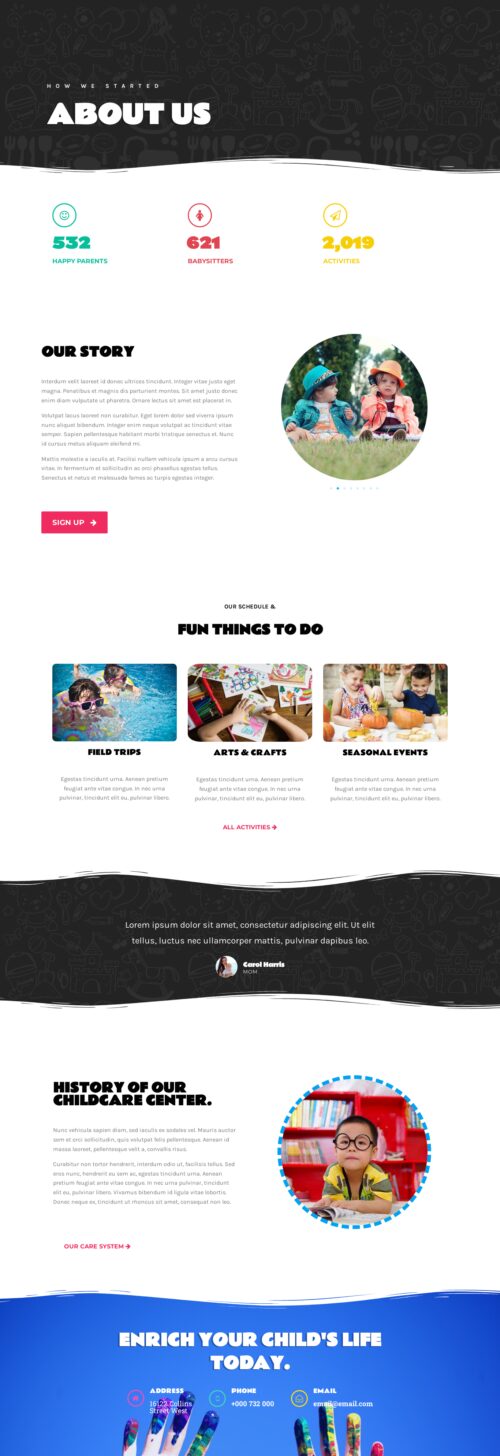 HOW WE STARTED
ABOUT US
532
HAPPY PARENTS
621
BABYSITTERS
2,019
ACTIVITIES
OUR STORY
Interdum velit laoreet id donec ultrices tincidunt. Integer vitae justo eget
magna. Penatibus et magnis dis parturient montes. Sit amet justo donec
enim diam vulputate ut pharetra. Ornare lectus sit amet est placerat in.
Volutpat lacus laoreet non curabitur. Eget lorem dolor sed viverra ipsum
nunc aliquet bibendum. Integer enim neque volutpat ac tincidunt vitae
semper. Sapien pellentesque habitant morbi tristique senectus et. Nunc
id cursus metus aliquam eleifend mi.
Mattis molestie a iaculis at. Facilisi nullam vehicula ipsum a arcu cursus
vitae. In fermentum et sollicitudin ac orci phasellus egestas tellus.
Senectus et netus et malesuada fames ac turpis egestas integer.
SIGN UP
OUR SCHEDULE &
FUN THINGS TO DO
FIELD TRIPS
Egestas tincidunt urna. Aenean pretium
feugiat ante vitae congue. In nec urna
pulvinar, tincidunt elit eu, pulvinar libero.
ARTS & CRAFTS
Egestas tincidunt urna. Aenean pretium
feugiat ante vitae congue. In nec urna
pulvinar, tincidunt elit eu, pulvinar libero.
SEASONAL EVENTS
Egestas tincidunt urna. Aenean pretium
feugiat ante vitae congue. In nec urna
pulvinar, tincidunt elit eu, pulvinar libero.
ALL ACTIVITIES
Lorem ipsum dolor sit amet, consectetur adipiscing elit. Ut elit
tellus, luctus nec ullamcorper mattis, pulvinar dapibus leo.
Carol Harris
MOM
HISTORY OF OUR
CHILDCARE CENTER.
Nunc vehicula sapien diam, sed iaculis ex sodales vel. Mauris auctor
sem et orci sollicitudin, quis volutpat felis pellentesque. Aenean id
massa laoreet, pellentesque velit a, convallis risus.
Curabitur non tortor hendrerit, interdum odio ut, facilisis tellus. Sed
eros nunc, hendrerit eu sem ac, egestas tincidunt urna. Aenean
pretium feugiat ante vitae congue. In nec urna pulvinar, tincidunt
elit eu, pulvinar libero. Vivamus bibendum id ligula vitae lobortis.
Donec neque ex, tincidunt ut rhoncus sit amet, consequat non leo.
OUR CARE SYSTEM
ENRICH YOUR CHILD'S LIFE
TODAY.
ADDRESS
16122 Collins
Street West
PHONE
+000 732 000
EMAIL
email@email.com